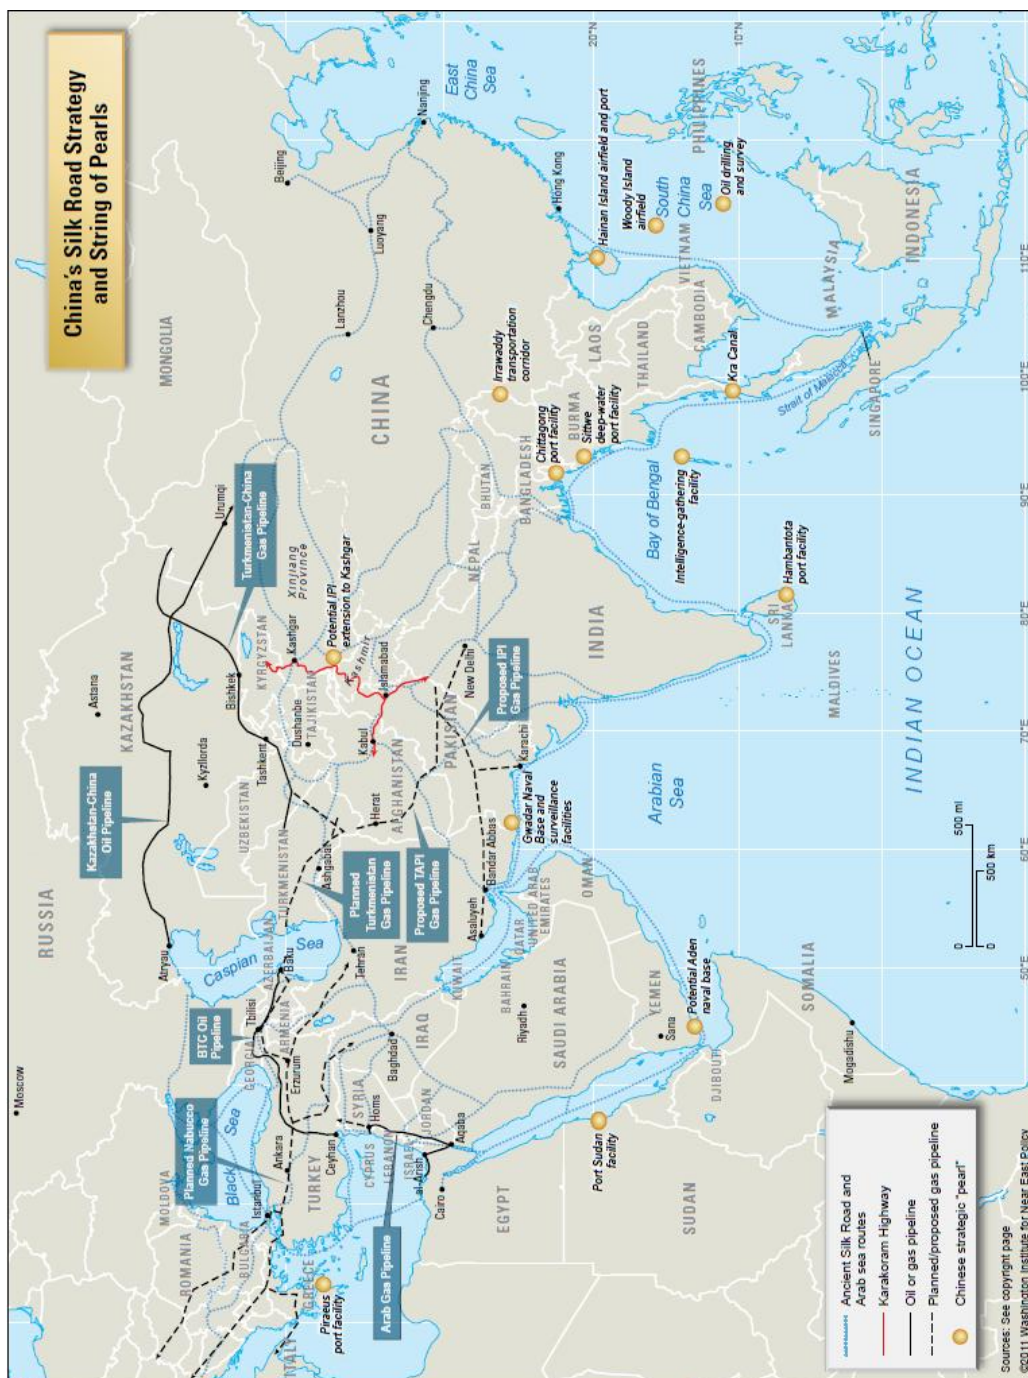 China's Silk Road Strategy
and String of Pearls
RUSSIA
Moscow
KAZAKHSTAN
Astana
MONGOLIA
Kazakhstan-China
Oil Pipeline
Atyrau
Kyzllorda
Urumqi
Turkmenistan-China
Gas Pipeline
Beijing
MOLDOVA
ROMANIA
BULGARIA
Black Sea
Planned Nabucco
Gas Pipeline
BTC Oil
Pipeline
GEORGIA
Tbilisi
ARMENIA
AZERBAIJAN
Baku
Caspian
Sea
UZBEKISTAN
Tashkent
Bishkek
KYRGYZSTAN
Kashgar
Xinjiang
Province
Lanzhou
Luoyang
Nanjing
East
China
Sea
TURKMENISTAN
Ashgabat
Dushanbe
TAJIKISTAN
Potential IPI
extension to Kashgar
Kashmir
CHINA
Chengdu
ITALY
GREECE
Piraeus
port facility
Istanbul
Ankara
TURKEY
Erzurum
Ceyhan
Planned
Turkmenistan
Gas Pipeline
Tehran
Herat
Kabul
Islamabad
AFGHANISTAN
CYPRUS
SYRIA
Homs
LEBANON
ISRAEL
JORDAN
Baghdad
IRAQ
IRAN
Proposed TAPI
Gas Pipeline
PAKISTAN
New Delhi
Proposed IPI
Gas Pipeline
NEPAL
BHUTAN
BANGLADESH
Irrawaddy
transportation
corridor
Arab Gas Pipeline
al-Arish
Aqaba
Cairo
EGYPT
KUWAIT
Asaluyeh
Bandar Abbas
Karachi
Gwadar Naval
Base and
surveillance
facilities
INDIA
Chittagong
port facility
BURMA
Sittwe
deep-water
port facility
LAOS
THAILAND
Hong Kong
Hainan Island airfield and port
20°N
Woody Island
airfield
South
China
Sea
VIETNAM
CAMBODIA
PHILIPPINES
Oil drilling
and survey
10°N
BAHRAIN
QATAR
UNITED ARAB
EMIRATES
Riyadh
SAUDI ARABIA
OMAN
Arabian
Sea
Bay of Bengal
Intelligence-gathering
facility
Kra Canal
Port Sudan
facility
SUDAN
YEMEN
Sana
Potential Aden
naval base
DJIBOUTI
SOMALIA
Mogadishu
SRI
LANKA
Hambantota
port facility
MALDIVES
Strait of Malacca
MALAYSIA
SINGAPORE
INDONESIA
INDIAN OCEAN
50°E
60°E
70°E
80°E
90°E
100°E
110°E
0
500 mi
0
500 km
Ancient Silk Road and
Arab sea routes
Karakoram Highway
Oil or gas pipeline
Planned/proposed gas pipeline
Chinese strategic "pearl"
Sources: See copyright page
©2011 Washington Institute for Near East Policy